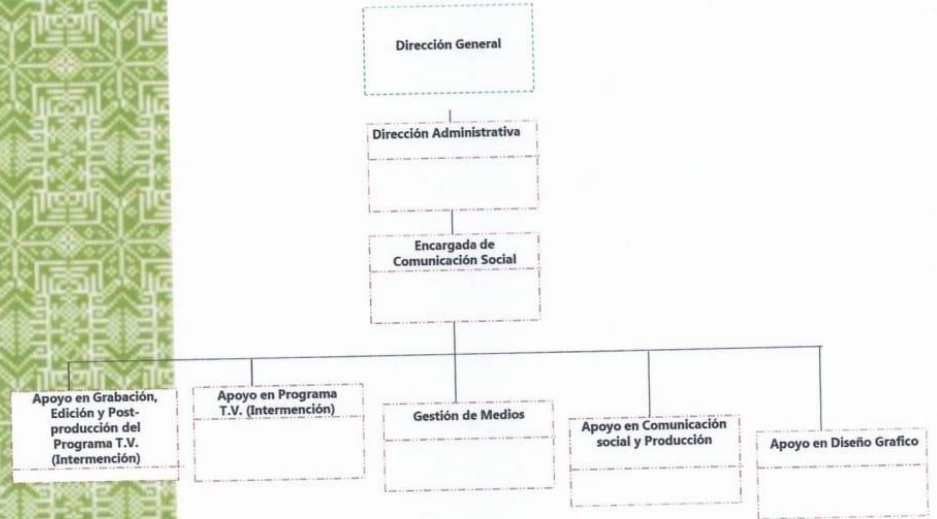 Dirección General
Dirección Administrativa
Encargada de
Comunicación Social
Apoyo en Grabación,
Edición y Post-
producción del
Programa T.V.
(Intermención)
Apoyo en Programa
T.V. (Intermención)
Gestión de Medios
Apoyo en Comunicación
social y Producción
Apoyo en Diseño Grafico